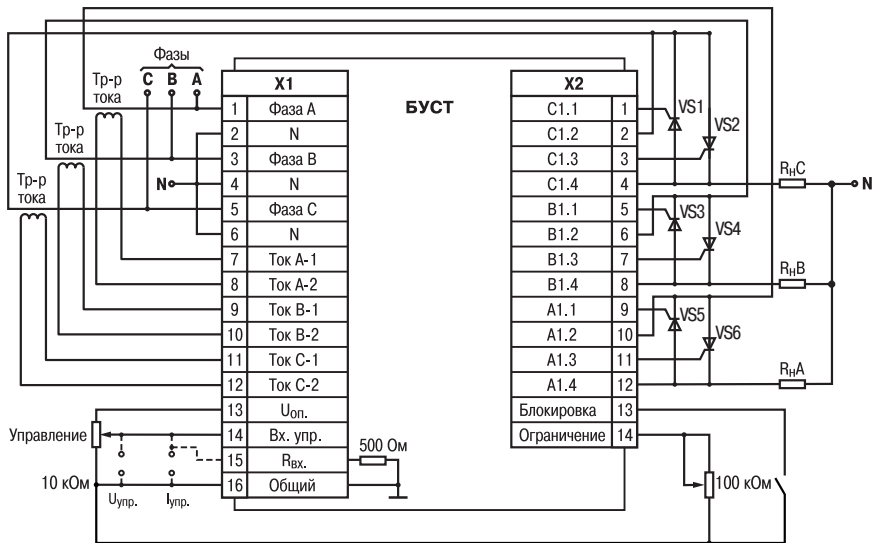 Фазы
C B A
Тр-р
тока
Тр-р
тока
Тр-р
тока
N
X1
1 Фаза А
2 N
3 Фаза В
4 N
5 Фаза С
6 N
7 Ток А-1
8 Ток А-2
9 Ток В-1
10 Ток В-2
11 Ток С-1
12 Ток С-2
13 Uоп.
14 Вх. упр.
15 Rвх.
16 Общий
Управление
10 кОм
Uупр.
Iупр.
500 Ом
БУСТ
X2
C1.1 1
C1.2 2
C1.3 3
C1.4 4
B1.1 5
B1.2 6
B1.3 7
B1.4 8
A1.1 9
A1.2 10
A1.3 11
A1.4 12
Блокировка 13
Ограничение 14
VS1
VS2
VS3
VS4
VS5
VS6
RнC
RнB
RнA
N
100 кОм